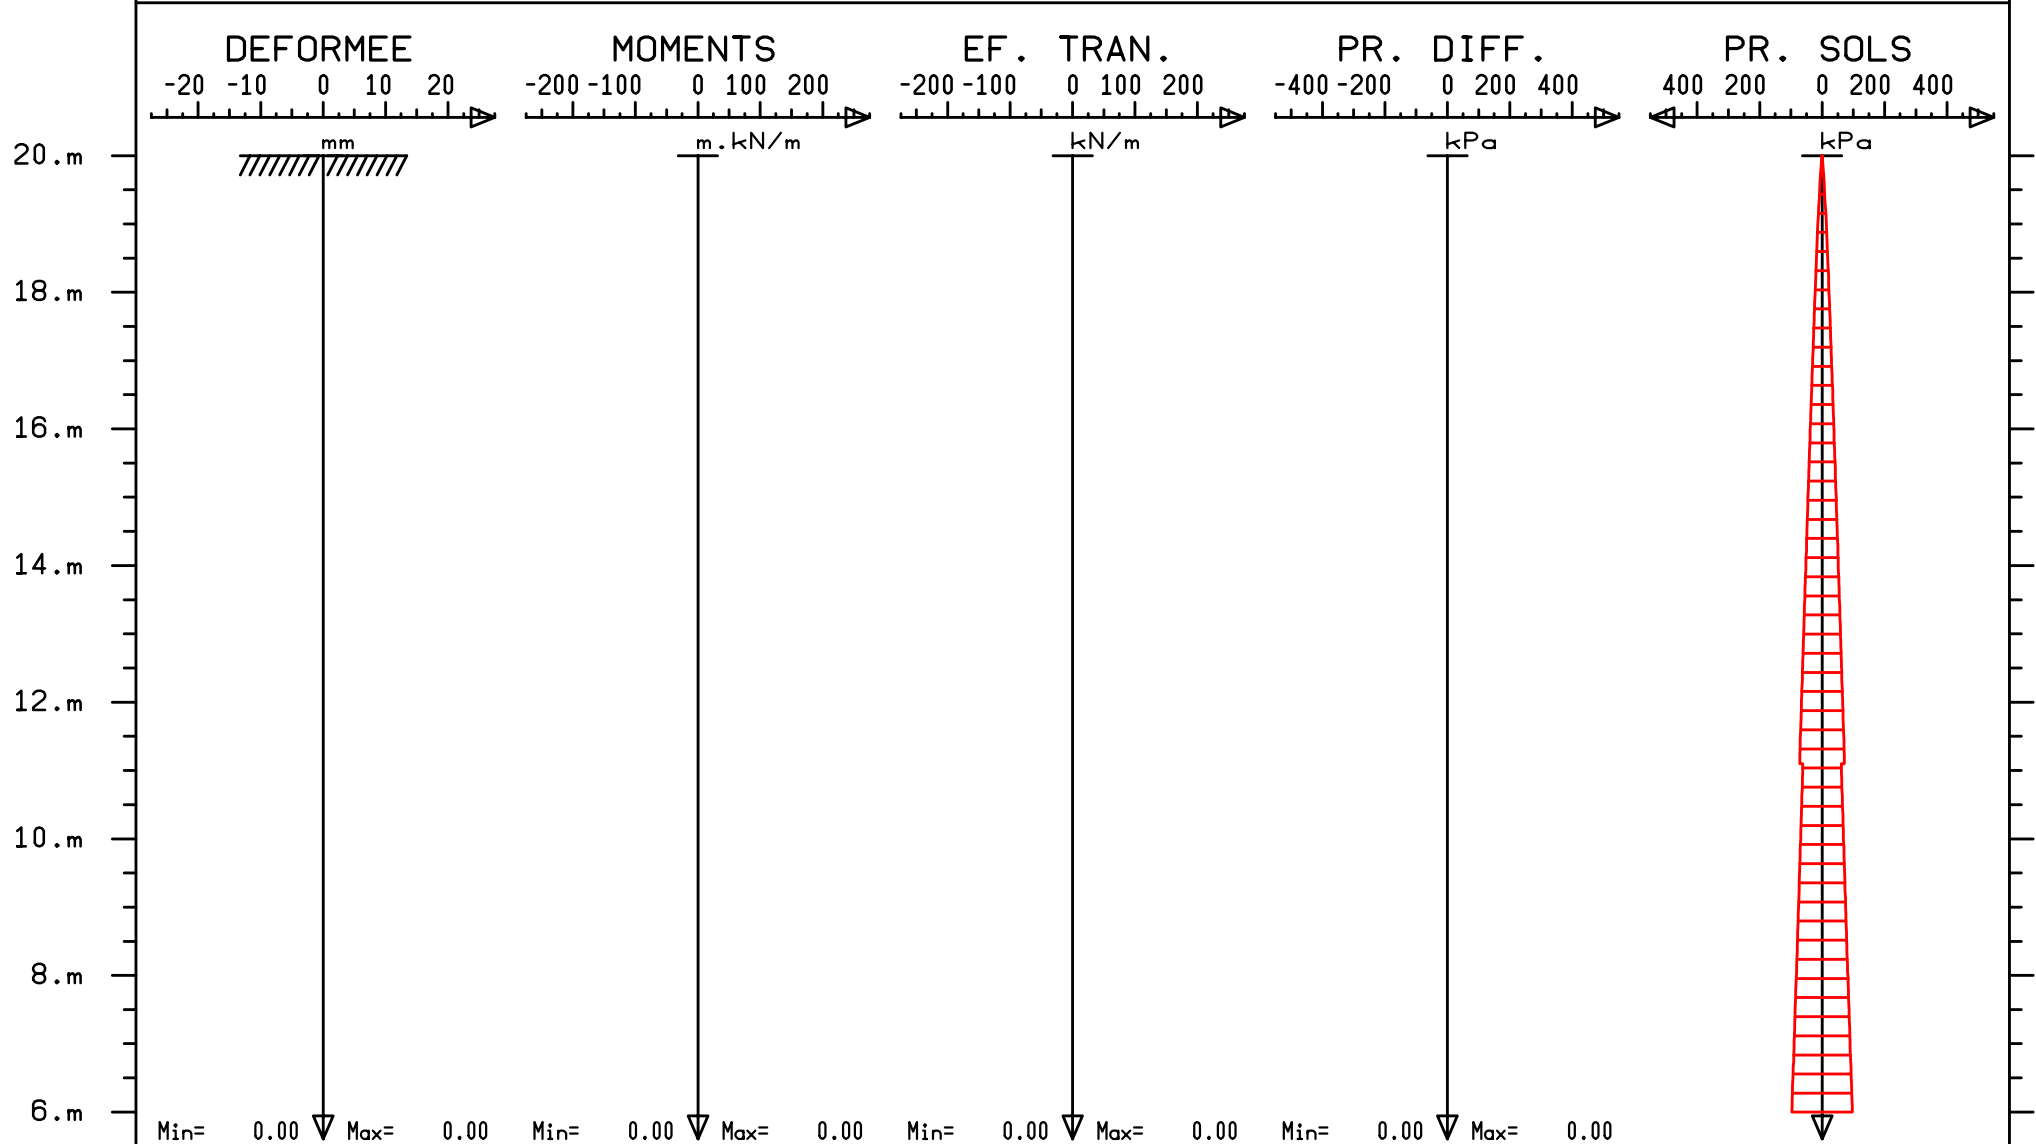 DEFORMEE MOMENTS EF. TRAN. PR. DIFF. PR. SOLS
-20 -10 0 10 20 -200 -100 0 100 200 -200 -100 0 100 200 -400 -200 0 200 400 400 200 0 200 400
mm m.kN/m kN/m kPa kPa
20.m
18.m
16.m
14.m
12.m
10.m
8.m
6.m
Min= 0.00 Max= 0.00 Min= 0.00 Max= 0.00 Min= 0.00 Max= 0.00 Min= 0.00 Max= 0.00